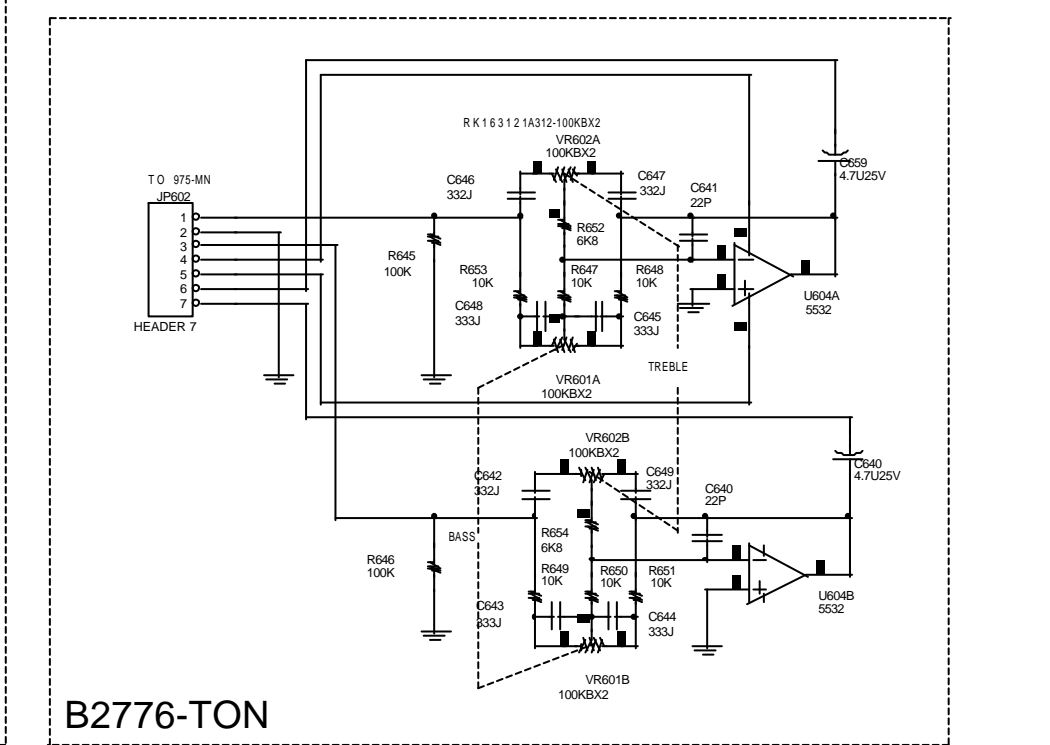 RK163121A312-100KBX2
VR602A
100KBX2
C646
332J
C647
332J
C641
22P
C659
4.7U25V
TO 975-MN
JP602
1
2
3
4
5
6
7
HEADER 7
R645
100K
R652
6K8
R653
10K
R647
10K
R648
10K
C648
333J
C645
333J
U604A
5532
TREBLE
VR601A
100KBX2
VR602B
100KBX2
C642
332J
C649
332J
C640
22P
C640
4.7U25V
BASS
R654
6K8
R646
100K
R649
10K
R650
10K
R651
10K
C643
333J
C644
333J
U604B
5532
VR601B
100KBX2
B2776-TON